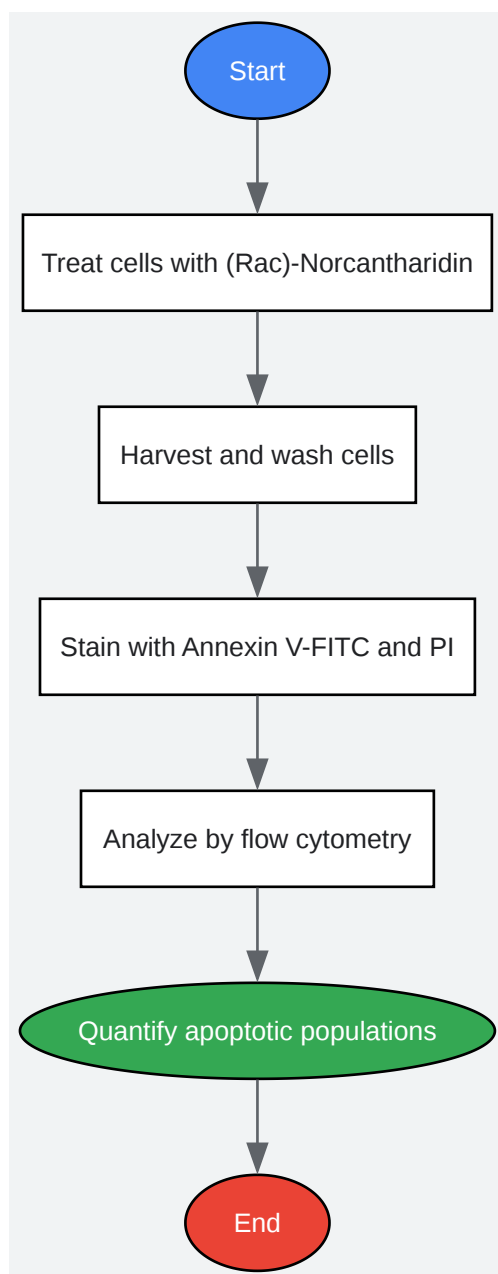 Start
Treat cells with (Rac)-Norcantharidin
Harvest and wash cells
Stain with Annexin V-FITC and PI
Analyze by flow cytometry
Quantify apoptotic populations
End